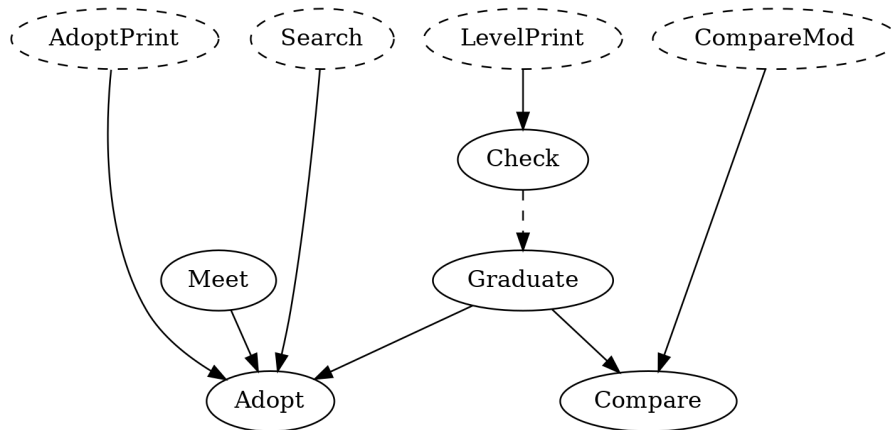 AdoptPrint
Search
LevelPrint
CompareMod
Check
Meet
Graduate
Adopt
Compare